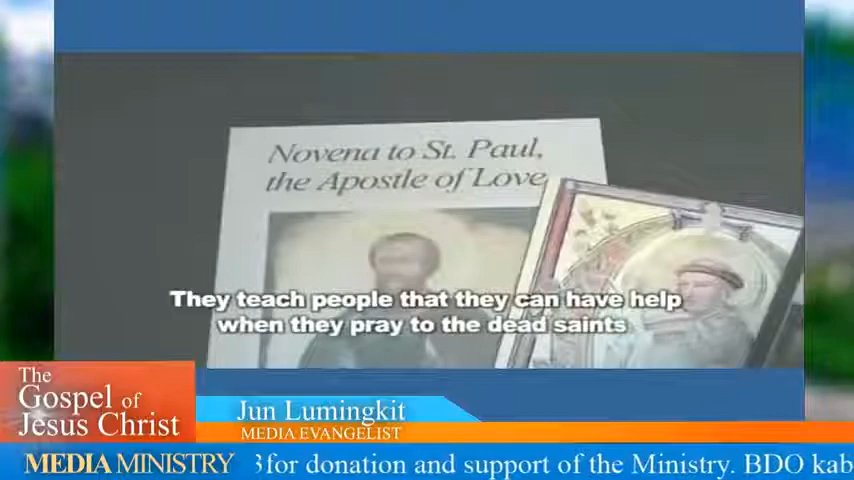 Novena to St. Paul,
the Apostle of Love
They teach people that they can have help
when they pray to the dead saints
The
Gospel of
Jesus Christ
Jun Lumingkit
MEDIA EVANGELIST
MEDIA MINISTRY
for donation and support of the Ministry. BDO kab